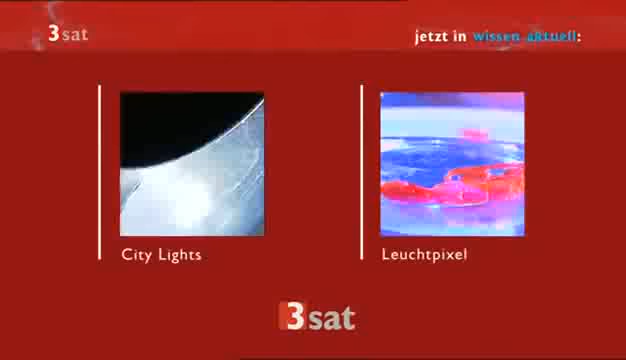 3sat
jetzt in wissen aktuell:
City Lights
Leuchtpixel
3sat